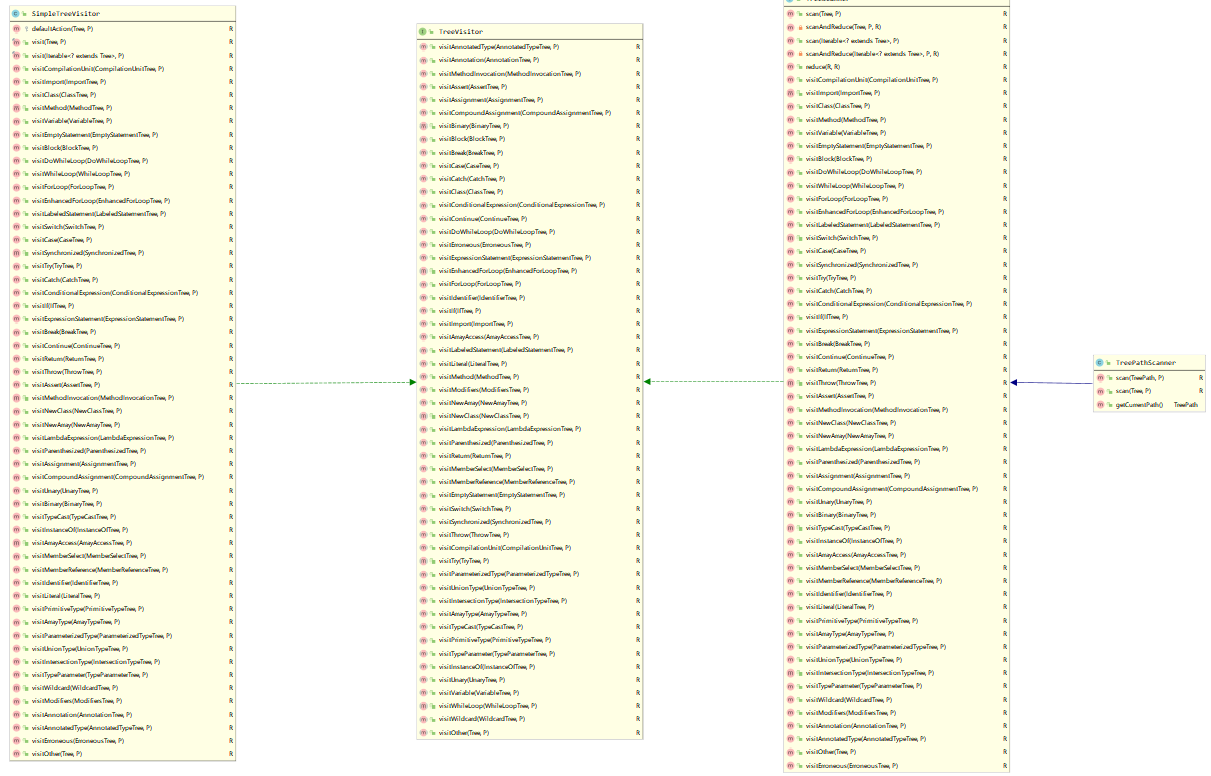 SimpleTreeVisitor
defaultAction(Tree, P) R
visit(Tree, P) R
visit(Iterable<? extends Tree>, P) R
visitCompilationUnit(CompilationUnitTree, P) R
visitImport(ImportTree, P) R
visitClass(ClassTree, P) R
visitMethod(MethodTree, P) R
visitVariable(VariableTree, P) R
visitEmptyStatement(EmptyStatementTree, P) R
visitBlock(BlockTree, P) R
visitDoWhileLoop(DoWhileLoopTree, P) R
visitWhileLoop(WhileLoopTree, P) R
visitForLoop(ForLoopTree, P) R
visitEnhancedForLoop(EnhancedForLoopTree, P) R
visitLabeledStatement(LabeledStatementTree, P) R
visitSwitch(SwitchTree, P) R
visitCase(CaseTree, P) R
visitSynchronized(SynchronizedTree, P) R
visitTry(TryTree, P) R
visitCatch(CatchTree, P) R
visitConditionalExpression(ConditionalExpressionTree, P) R
visitIf(IfTree, P) R
visitExpressionStatement(ExpressionStatementTree, P) R
visitBreak(BreakTree, P) R
visitContinue(ContinueTree, P) R
visitReturn(ReturnTree, P) R
visitThrow(ThrowTree, P) R
visitAssert(AssertTree, P) R
visitMethodInvocation(MethodInvocationTree, P) R
visitNewClass(NewClassTree, P) R
visitNewArray(NewArrayTree, P) R
visitLambdaExpression(LambdaExpressionTree, P) R
visitParenthesized(ParenthesizedTree, P) R
visitAssignment(AssignmentTree, P) R
visitCompoundAssignment(CompoundAssignmentTree, P) R
visitUnary(UnaryTree, P) R
visitBinary(BinaryTree, P) R
visitTypeCast(TypeCastTree, P) R
visitInstanceOf(InstanceOfTree, P) R
visitArrayAccess(ArrayAccessTree, P) R
visitMemberSelect(MemberSelectTree, P) R
visitMemberReference(MemberReferenceTree, P) R
visitIdentifier(IdentifierTree, P) R
visitLiteral(LiteralTree, P) R
visitPrimitiveType(PrimitiveTypeTree, P) R
visitArrayType(ArrayTypeTree, P) R
visitParameterizedType(ParameterizedTypeTree, P) R
visitUnionType(UnionTypeTree, P) R
visitIntersectionType(IntersectionTypeTree, P) R
visitTypeParameter(TypeParameterTree, P) R
visitWildcard(WildcardTree, P) R
visitModifiers(ModifiersTree, P) R
visitAnnotation(AnnotationTree, P) R
visitAnnotatedType(AnnotatedTypeTree, P) R
visitErroneous(ErroneousTree, P) R
visitOther(Tree, P) R
TreeVisitor
visitAnnotatedType(AnnotatedTypeTree, P) R
visitAnnotation(AnnotationTree, P) R
visitMethodInvocation(MethodInvocationTree, P) R
visitAssert(AssertTree, P) R
visitAssignment(AssignmentTree, P) R
visitCompoundAssignment(CompoundAssignmentTree, P) R
visitBinary(BinaryTree, P) R
visitBlock(BlockTree, P) R
visitBreak(BreakTree, P) R
visitCase(CaseTree, P) R
visitCatch(CatchTree, P) R
visitClass(ClassTree, P) R
visitConditionalExpression(ConditionalExpressionTree, P) R
visitContinue(ContinueTree, P) R
visitDoWhileLoop(DoWhileLoopTree, P) R
visitErroneous(ErroneousTree, P) R
visitExpressionStatement(ExpressionStatementTree, P) R
visitEnhancedForLoop(EnhancedForLoopTree, P) R
visitForLoop(ForLoopTree, P) R
visitIdentifier(IdentifierTree, P) R
visitIf(IfTree, P) R
visitImport(ImportTree, P) R
visitArrayAccess(ArrayAccessTree, P) R
visitLabeledStatement(LabeledStatementTree, P) R
visitLiteral(LiteralTree, P) R
visitMethod(MethodTree, P) R
visitModifiers(ModifiersTree, P) R
visitNewArray(NewArrayTree, P) R
visitNewClass(NewClassTree, P) R
visitLambdaExpression(LambdaExpressionTree, P) R
visitParenthesized(ParenthesizedTree, P) R
visitReturn(ReturnTree, P) R
visitMemberSelect(MemberSelectTree, P) R
visitMemberReference(MemberReferenceTree, P) R
visitEmptyStatement(EmptyStatementTree, P) R
visitSwitch(SwitchTree, P) R
visitSynchronized(SynchronizedTree, P) R
visitThrow(ThrowTree, P) R
visitCompilationUnit(CompilationUnitTree, P) R
visitTry(TryTree, P) R
visitParameterizedType(ParameterizedTypeTree, P) R
visitUnionType(UnionTypeTree, P) R
visitIntersectionType(IntersectionTypeTree, P) R
visitArrayType(ArrayTypeTree, P) R
visitTypeCast(TypeCastTree, P) R
visitPrimitiveType(PrimitiveTypeTree, P) R
visitTypeParameter(TypeParameterTree, P) R
visitInstanceOf(InstanceOfTree, P) R
visitUnary(UnaryTree, P) R
visitVariable(VariableTree, P) R
visitWhileLoop(WhileLoopTree, P) R
visitWildcard(WildcardTree, P) R
visitOther(Tree, P) R
scan(Tree, P) R
scanAndReduce(Tree, P, R) R
scan(Iterable<? extends Tree>, P) R
scanAndReduce(Iterable<? extends Tree>, P, R) R
reduce(R, R) R
visitCompilationUnit(CompilationUnitTree, P) R
visitImport(ImportTree, P) R
visitClass(ClassTree, P) R
visitMethod(MethodTree, P) R
visitVariable(VariableTree, P) R
visitEmptyStatement(EmptyStatementTree, P) R
visitBlock(BlockTree, P) R
visitDoWhileLoop(DoWhileLoopTree, P) R
visitWhileLoop(WhileLoopTree, P) R
visitForLoop(ForLoopTree, P) R
visitEnhancedForLoop(EnhancedForLoopTree, P) R
visitLabeledStatement(LabeledStatementTree, P) R
visitSwitch(SwitchTree, P) R
visitCase(CaseTree, P) R
visitSynchronized(SynchronizedTree, P) R
visitTry(TryTree, P) R
visitCatch(CatchTree, P) R
visitConditionalExpression(ConditionalExpressionTree, P) R
visitIf(IfTree, P) R
visitExpressionStatement(ExpressionStatementTree, P) R
visitBreak(BreakTree, P) R
visitContinue(ContinueTree, P) R
visitReturn(ReturnTree, P) R
visitThrow(ThrowTree, P) R
visitAssert(AssertTree, P) R
visitMethodInvocation(MethodInvocationTree, P) R
visitNewClass(NewClassTree, P) R
visitNewArray(NewArrayTree, P) R
visitLambdaExpression(LambdaExpressionTree, P) R
visitParenthesized(ParenthesizedTree, P) R
visitAssignment(AssignmentTree, P) R
visitCompoundAssignment(CompoundAssignmentTree, P) R
visitUnary(UnaryTree, P) R
visitBinary(BinaryTree, P) R
visitTypeCast(TypeCastTree, P) R
visitInstanceOf(InstanceOfTree, P) R
visitArrayAccess(ArrayAccessTree, P) R
visitMemberSelect(MemberSelectTree, P) R
visitMemberReference(MemberReferenceTree, P) R
visitIdentifier(IdentifierTree, P) R
visitLiteral(LiteralTree, P) R
visitPrimitiveType(PrimitiveTypeTree, P) R
visitArrayType(ArrayTypeTree, P) R
visitParameterizedType(ParameterizedTypeTree, P) R
visitUnionType(UnionTypeTree, P) R
visitIntersectionType(IntersectionTypeTree, P) R
visitTypeParameter(TypeParameterTree, P) R
visitWildcard(WildcardTree, P) R
visitModifiers(ModifiersTree, P) R
visitAnnotation(AnnotationTree, P) R
visitAnnotatedType(AnnotatedTypeTree, P) R
visitOther(Tree, P) R
visitErroneous(ErroneousTree, P) R
TreePathScanner
scan(TreePath, P) R
scan(Tree, P) R
getCurrentPath() TreePath